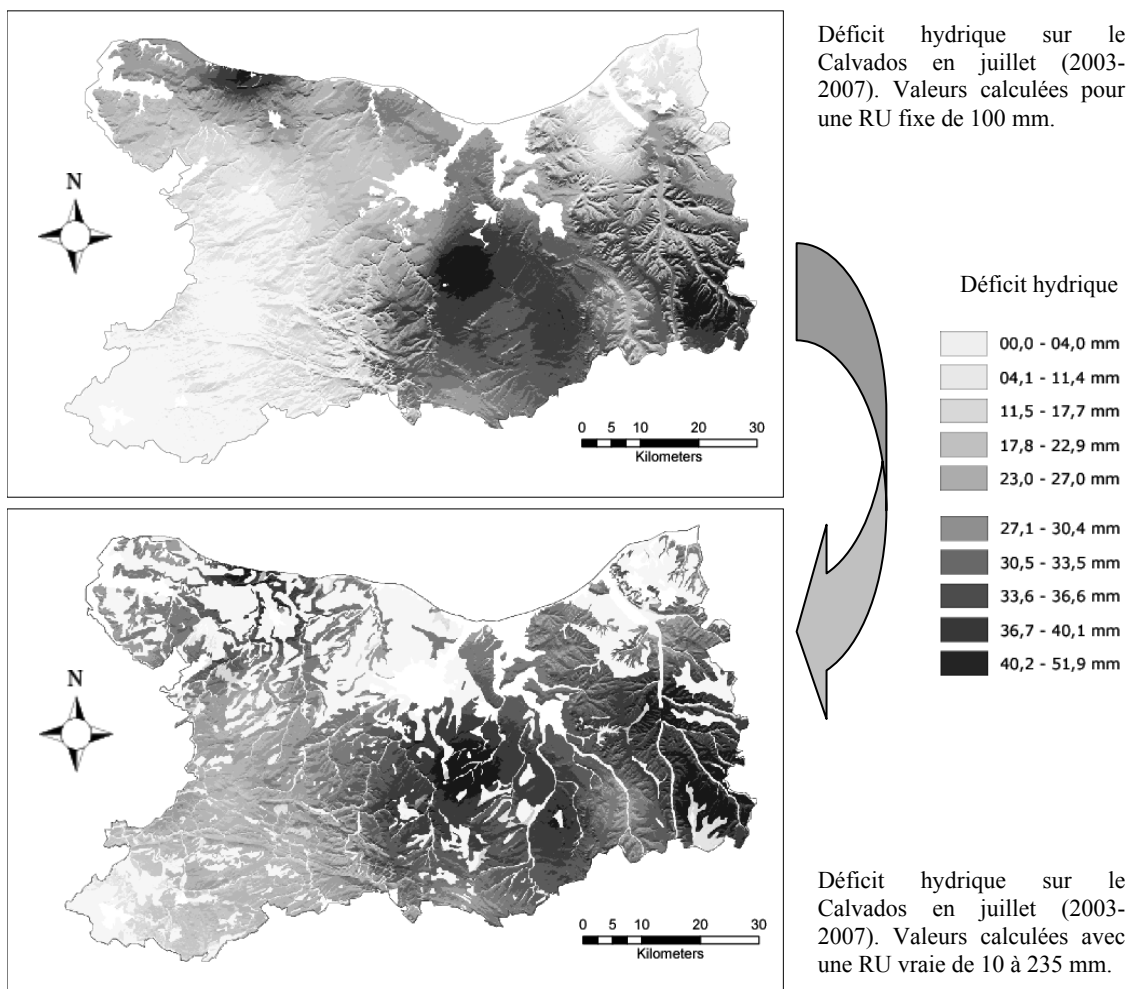 Déficit hydrique sur le
Calvados en juillet (2003-
2007). Valeurs calculées pour
une RU fixe de 100 mm.
N
0 5 10 20 30
Kilometers
Déficit hydrique
00,0 - 04,0 mm
04,1 - 11,4 mm
11,5 - 17,7 mm
17,8 - 22,9 mm
23,0 - 27,0 mm
27,1 - 30,4 mm
30,5 - 33,5 mm
33,6 - 36,6 mm
36,7 - 40,1 mm
40,2 - 51,9 mm
N
0 5 10 20 30
Kilometers
Déficit hydrique sur le
Calvados en juillet (2003-
2007). Valeurs calculées avec
une RU vraie de 10 à 235 mm.